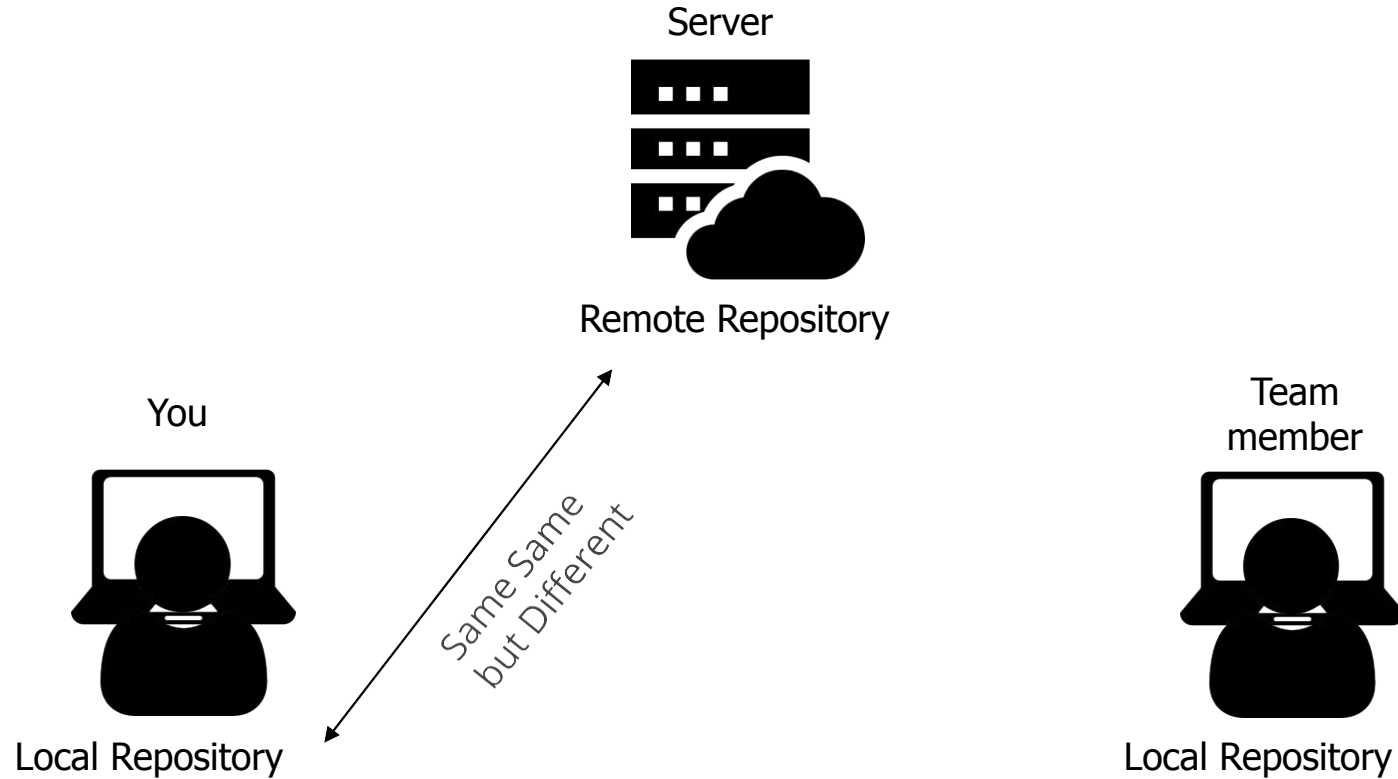 Server
Remote Repository
You
Local Repository
Same Same
but Different
Team
member
Local Repository